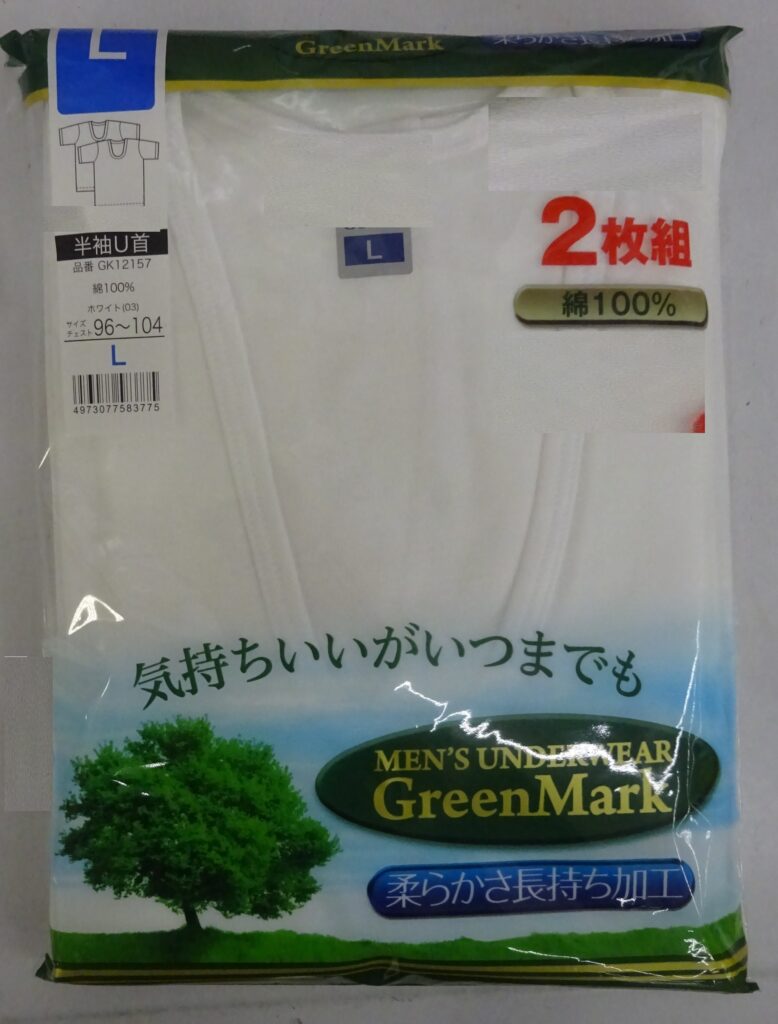 L
GreenMark
柔らかさ長持ち加工
半袖U首
品番 GK12157
綿100%
ホワイト(03)
サイズ
チェスト 96〜104
L
4973077583775
L
2枚組
綿100%
気持ちいいがいつまでも
MEN'S UNDERWEAR
GreenMark
柔らかさ長持ち加工